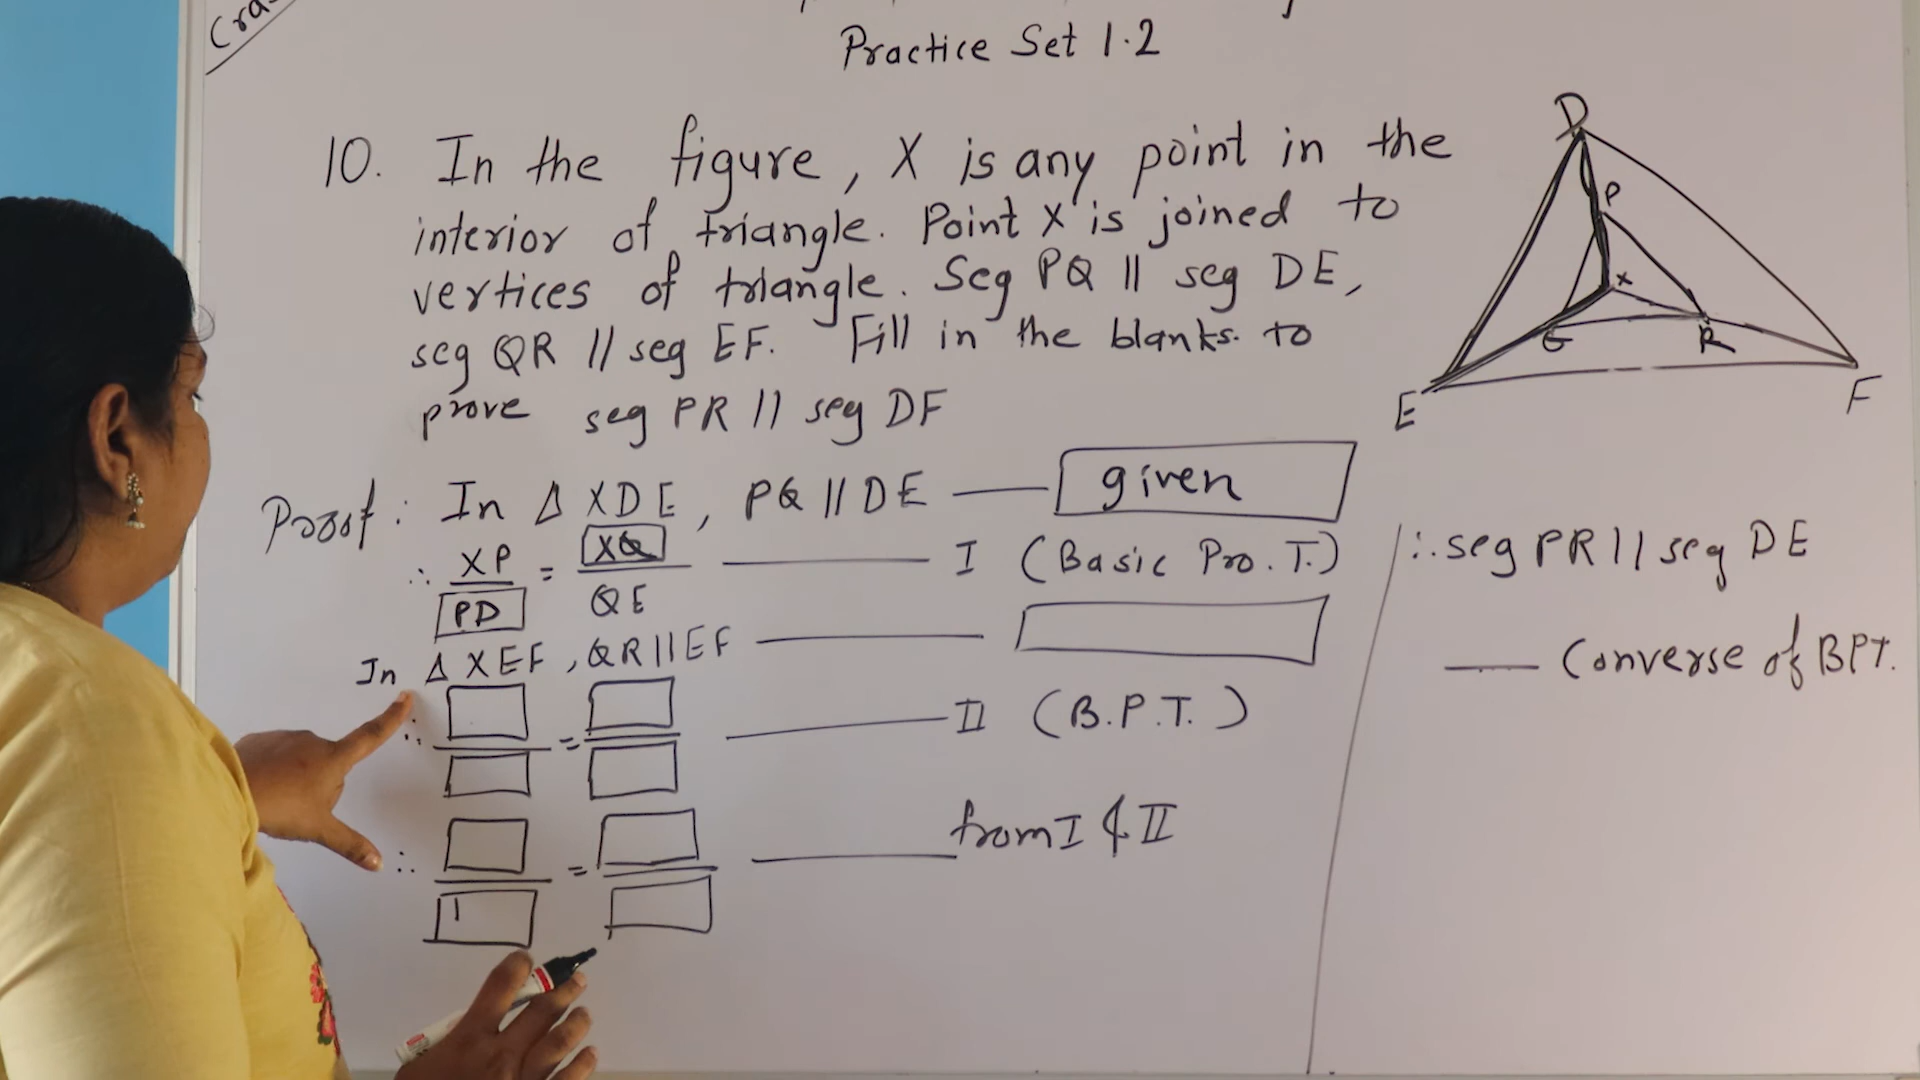 Practice Set 1.2
10. In the figure, X is any point in the
interior of triangle. Point X is joined to
vertices of triangle. Seg PQ || seg DE,
seg QR // seg EF. Fill in the blanks. to
prove seg PR // seg DF
D
P
X
Q
R
E
F
Proof: In Δ XDE, PQ || DE — given
∴ XP/PD = XQ/QE — I (Basic Pro. T.)
In Δ XEF, QR || EF —
∴ = — II (B.P.T.)
∴ = — from I & II
∴ seg PR || seg DE
— Converse of BPT.